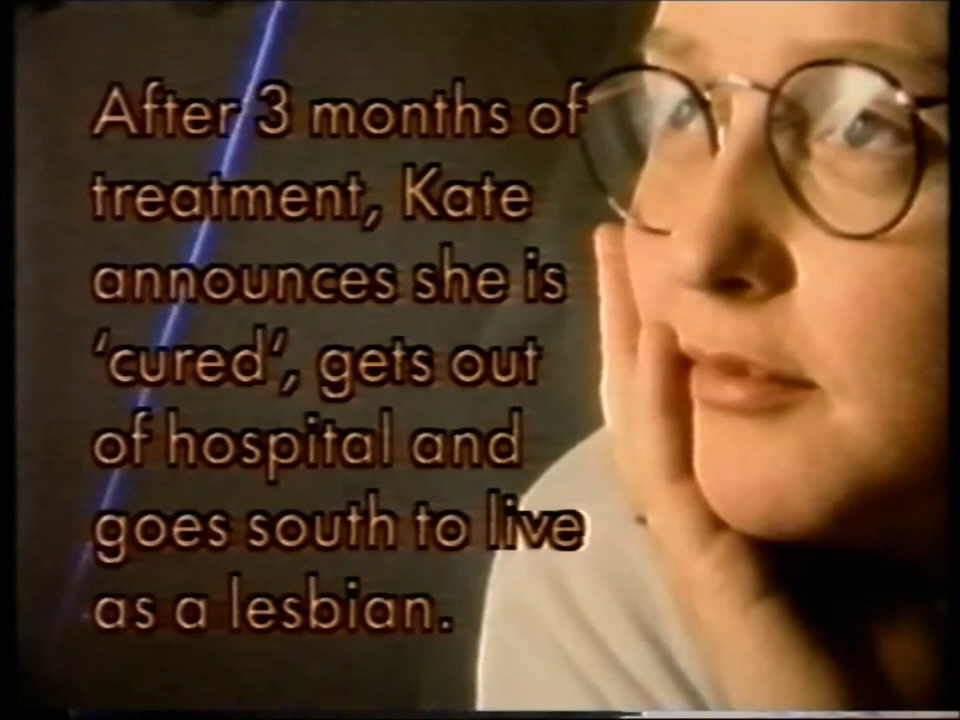 After 3 months of
treatment, Kate
announces she is
‘cured‘, gets out
of hospital and
goes south to live
as a lesbian.